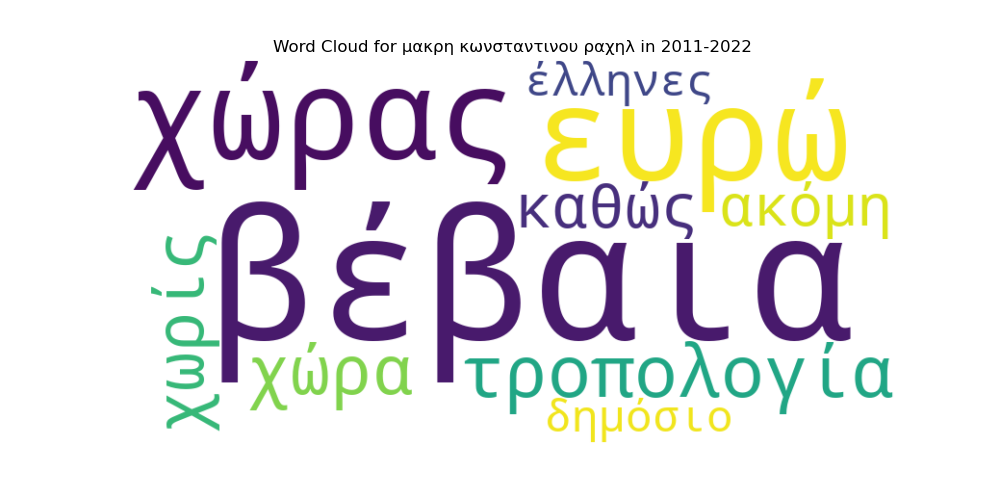 Word Cloud for μακρη κωνσταντινου ραχηλ in 2011-2022
χώρας
έλληνες
ευρώ
καθώς
ακόμη
βέβαια
χωρίς
χώρα
τροπολογία
δημόσιο